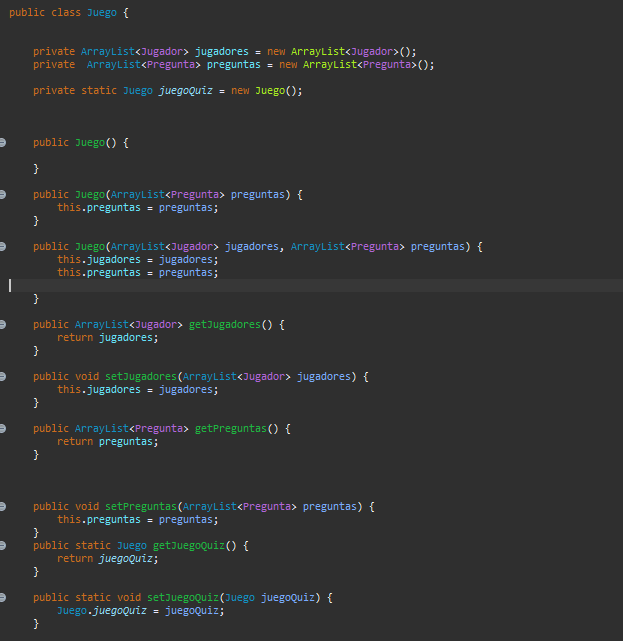 public class Juego {
private ArrayList<Jugador> jugadores = new ArrayList<Jugador>();
private  ArrayList<Pregunta> preguntas = new ArrayList<Pregunta>();
private static Juego juegoQuiz = new Juego();
public Juego() {
}
public Juego(ArrayList<Pregunta> preguntas) {
this.preguntas = preguntas;
}
public Juego(ArrayList<Jugador> jugadores, ArrayList<Pregunta> preguntas) {
this.jugadores = jugadores;
this.preguntas = preguntas;
}
public ArrayList<Jugador> getJugadores() {
return jugadores;
}
public void setJugadores(ArrayList<Jugador> jugadores) {
this.jugadores = jugadores;
}
public ArrayList<Pregunta> getPreguntas() {
return preguntas;
}
public void setPreguntas(ArrayList<Pregunta> preguntas) {
this.preguntas = preguntas;
}
public static Juego getJuegoQuiz() {
return juegoQuiz;
}
public static void setJuegoQuiz(Juego juegoQuiz) {
Juego.juegoQuiz = juegoQuiz;
}